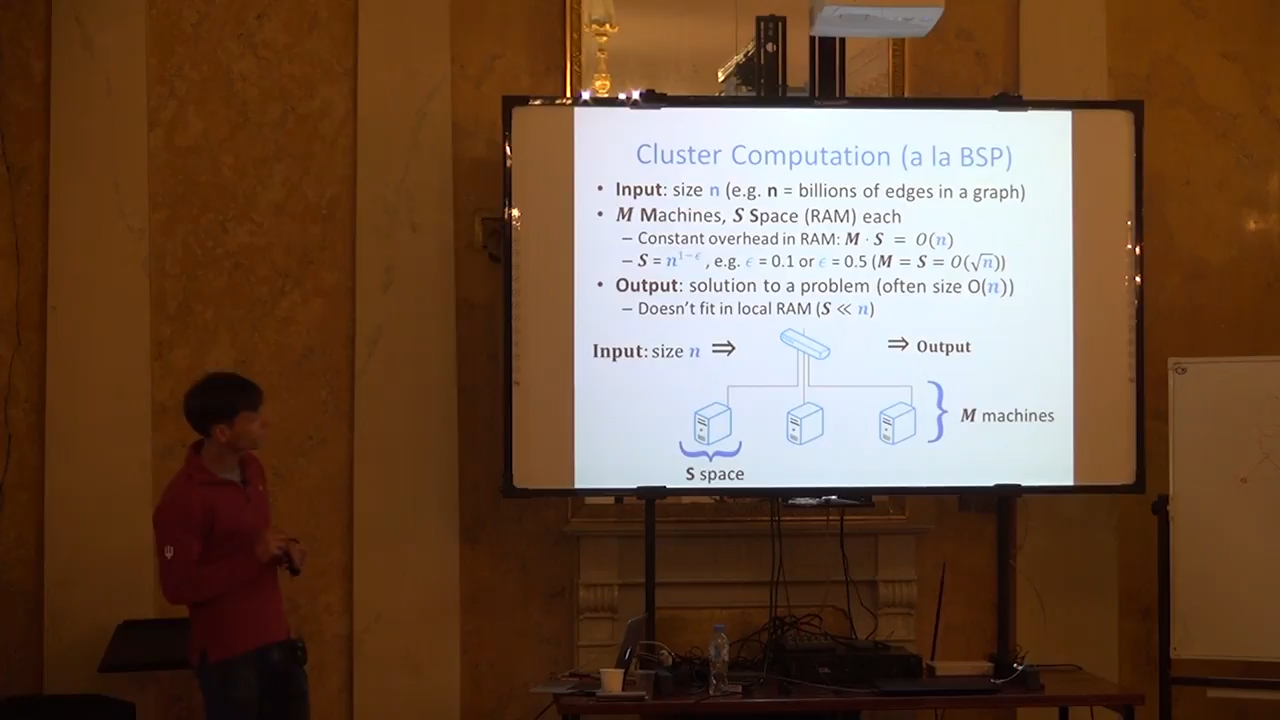 Cluster Computation (a la BSP)
• Input: size n (e.g. n = billions of edges in a graph)
• M Machines, S Space (RAM) each
– Constant overhead in RAM: M · S = O(n)
– S = n^{1−ϵ}, e.g. ϵ = 0.1 or ϵ = 0.5 (M = S = O(√n))
• Output: solution to a problem (often size O(n))
– Doesn't fit in local RAM (S ≪ n)
Input: size n ⇒
⇒ Output
M machines
S space